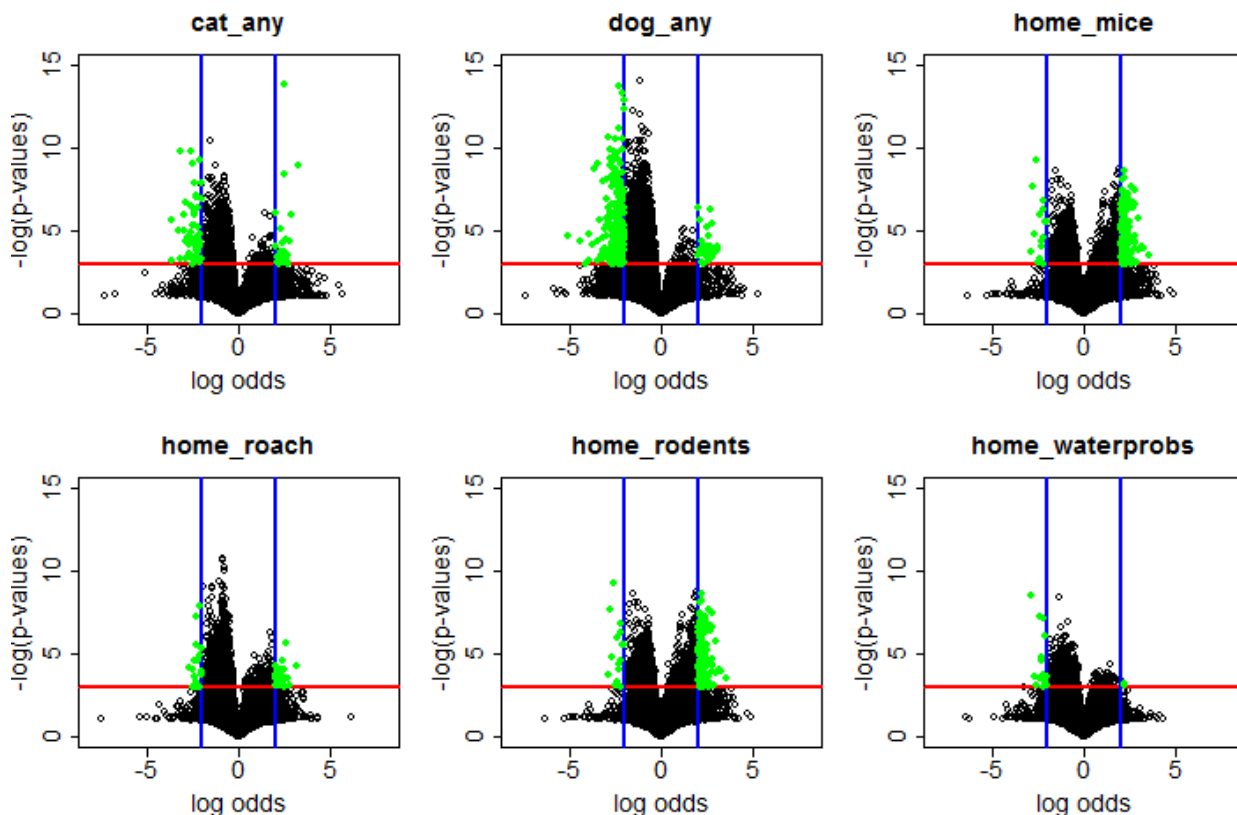 cat_any dog_any home_mice
-log(p-values) -log(p-values) -log(p-values)
15 15 15
10 10 10
5 5 5
0 0 0
-5 0 5 -5 0 5 -5 0 5
log odds log odds log odds
home_roach home_rodents home_waterprobs
-log(p-values) -log(p-values) -log(p-values)
15 15 15
10 10 10
5 5 5
0 0 0
-5 0 5 -5 0 5 -5 0 5
log odds log odds log odds